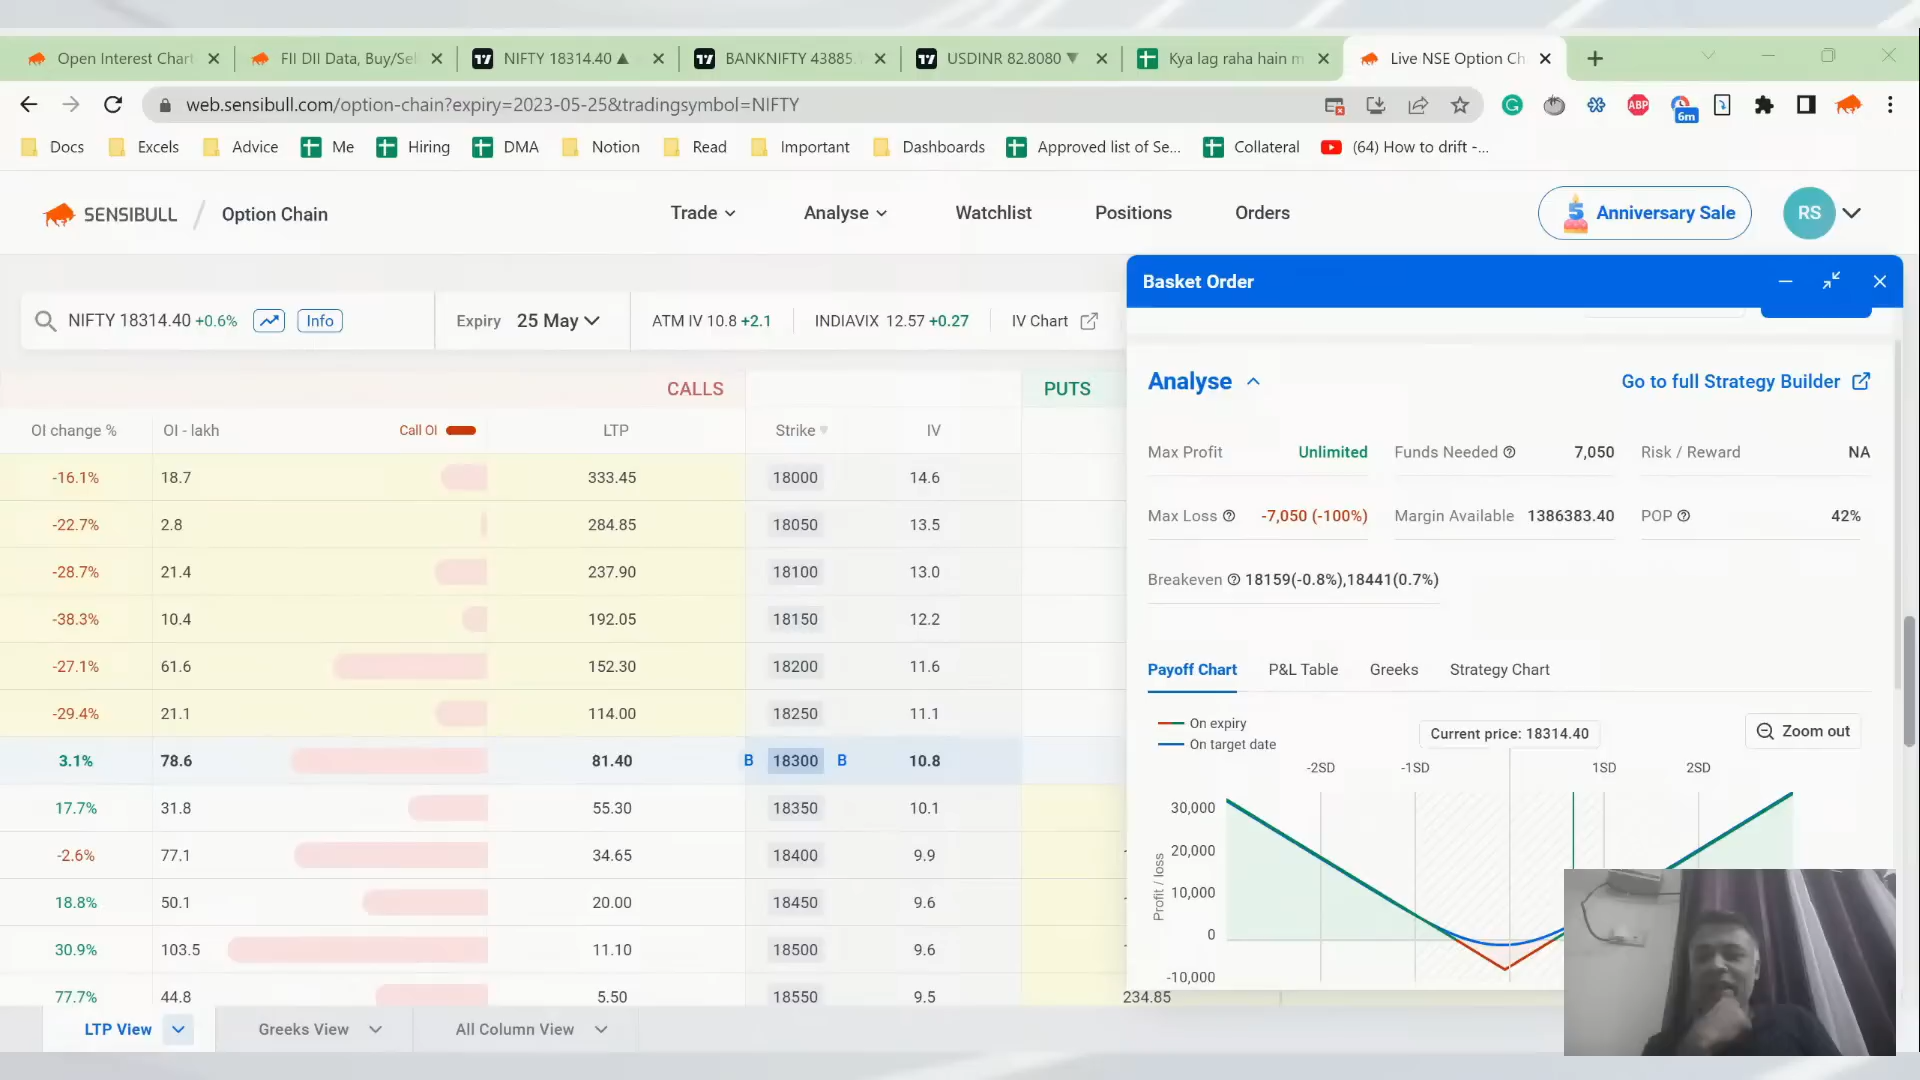 Open Interest Chart
FII DII Data, Buy/Sel
NIFTY 18314.40 ▲
BANKNIFTY 43885.
USDINR 82.8080 ▼
Kya lag raha hain m
Live NSE Option Ch
web.sensibull.com/option-chain?expiry=2023-05-25&tradingsymbol=NIFTY
ABP
6m
Docs
Excels
Advice
Me
Hiring
DMA
Notion
Read
Important
Dashboards
Approved list of Se...
Collateral
(64) How to drift -...
SENSIBULL / Option Chain
Trade
Analyse
Watchlist
Positions
Orders
5 Anniversary Sale
RS
NIFTY 18314.40 +0.6% Info
Expiry 25 May
ATM IV 10.8 +2.1
INDIAVIX 12.57 +0.27
IV Chart
CALLS
PUTS
OI change % OI - lakh Call OI LTP Strike IV
-16.1% 18.7 333.45 18000 14.6
-22.7% 2.8 284.85 18050 13.5
-28.7% 21.4 237.90 18100 13.0
-38.3% 10.4 192.05 18150 12.2
-27.1% 61.6 152.30 18200 11.6
-29.4% 21.1 114.00 18250 11.1
3.1% 78.6 81.40 B 18300 B 10.8
17.7% 31.8 55.30 18350 10.1
-2.6% 77.1 34.65 18400 9.9
18.8% 50.1 20.00 18450 9.6
30.9% 103.5 11.10 18500 9.6
77.7% 44.8 5.50 18550 9.5 234.85
LTP View
Greeks View
All Column View
Basket Order
Analyse
Go to full Strategy Builder
Max Profit Unlimited
Funds Needed 7,050
Risk / Reward NA
Max Loss -7,050 (-100%)
Margin Available 1386383.40
POP 42%
Breakeven 18159(-0.8%),18441(0.7%)
Payoff Chart
P&L Table
Greeks
Strategy Chart
On expiry
On target date
Current price: 18314.40
Zoom out
-2SD -1SD 1SD 2SD
30,000
20,000
10,000
0
-10,000
Profit / loss